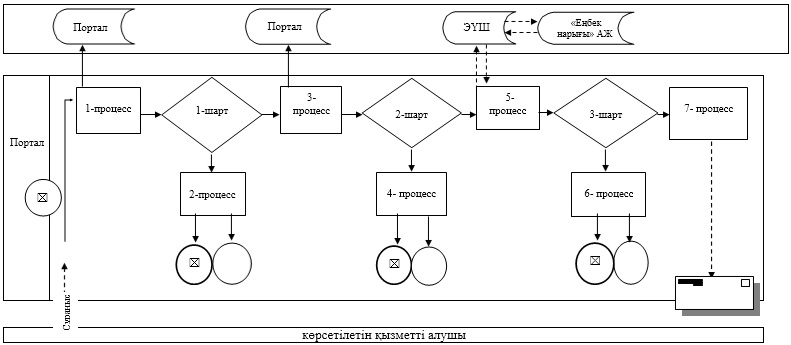 Портал
Портал
ЭҮШ
«Еңбек
нарығы» АЖ
1-процесс
1-шарт
3-
процесс
2-шарт
5-
процесс
3-шарт
7- процесс
Портал
2-процесс
4- процесс
6- процесс
көрсетілетін қызметті алушы